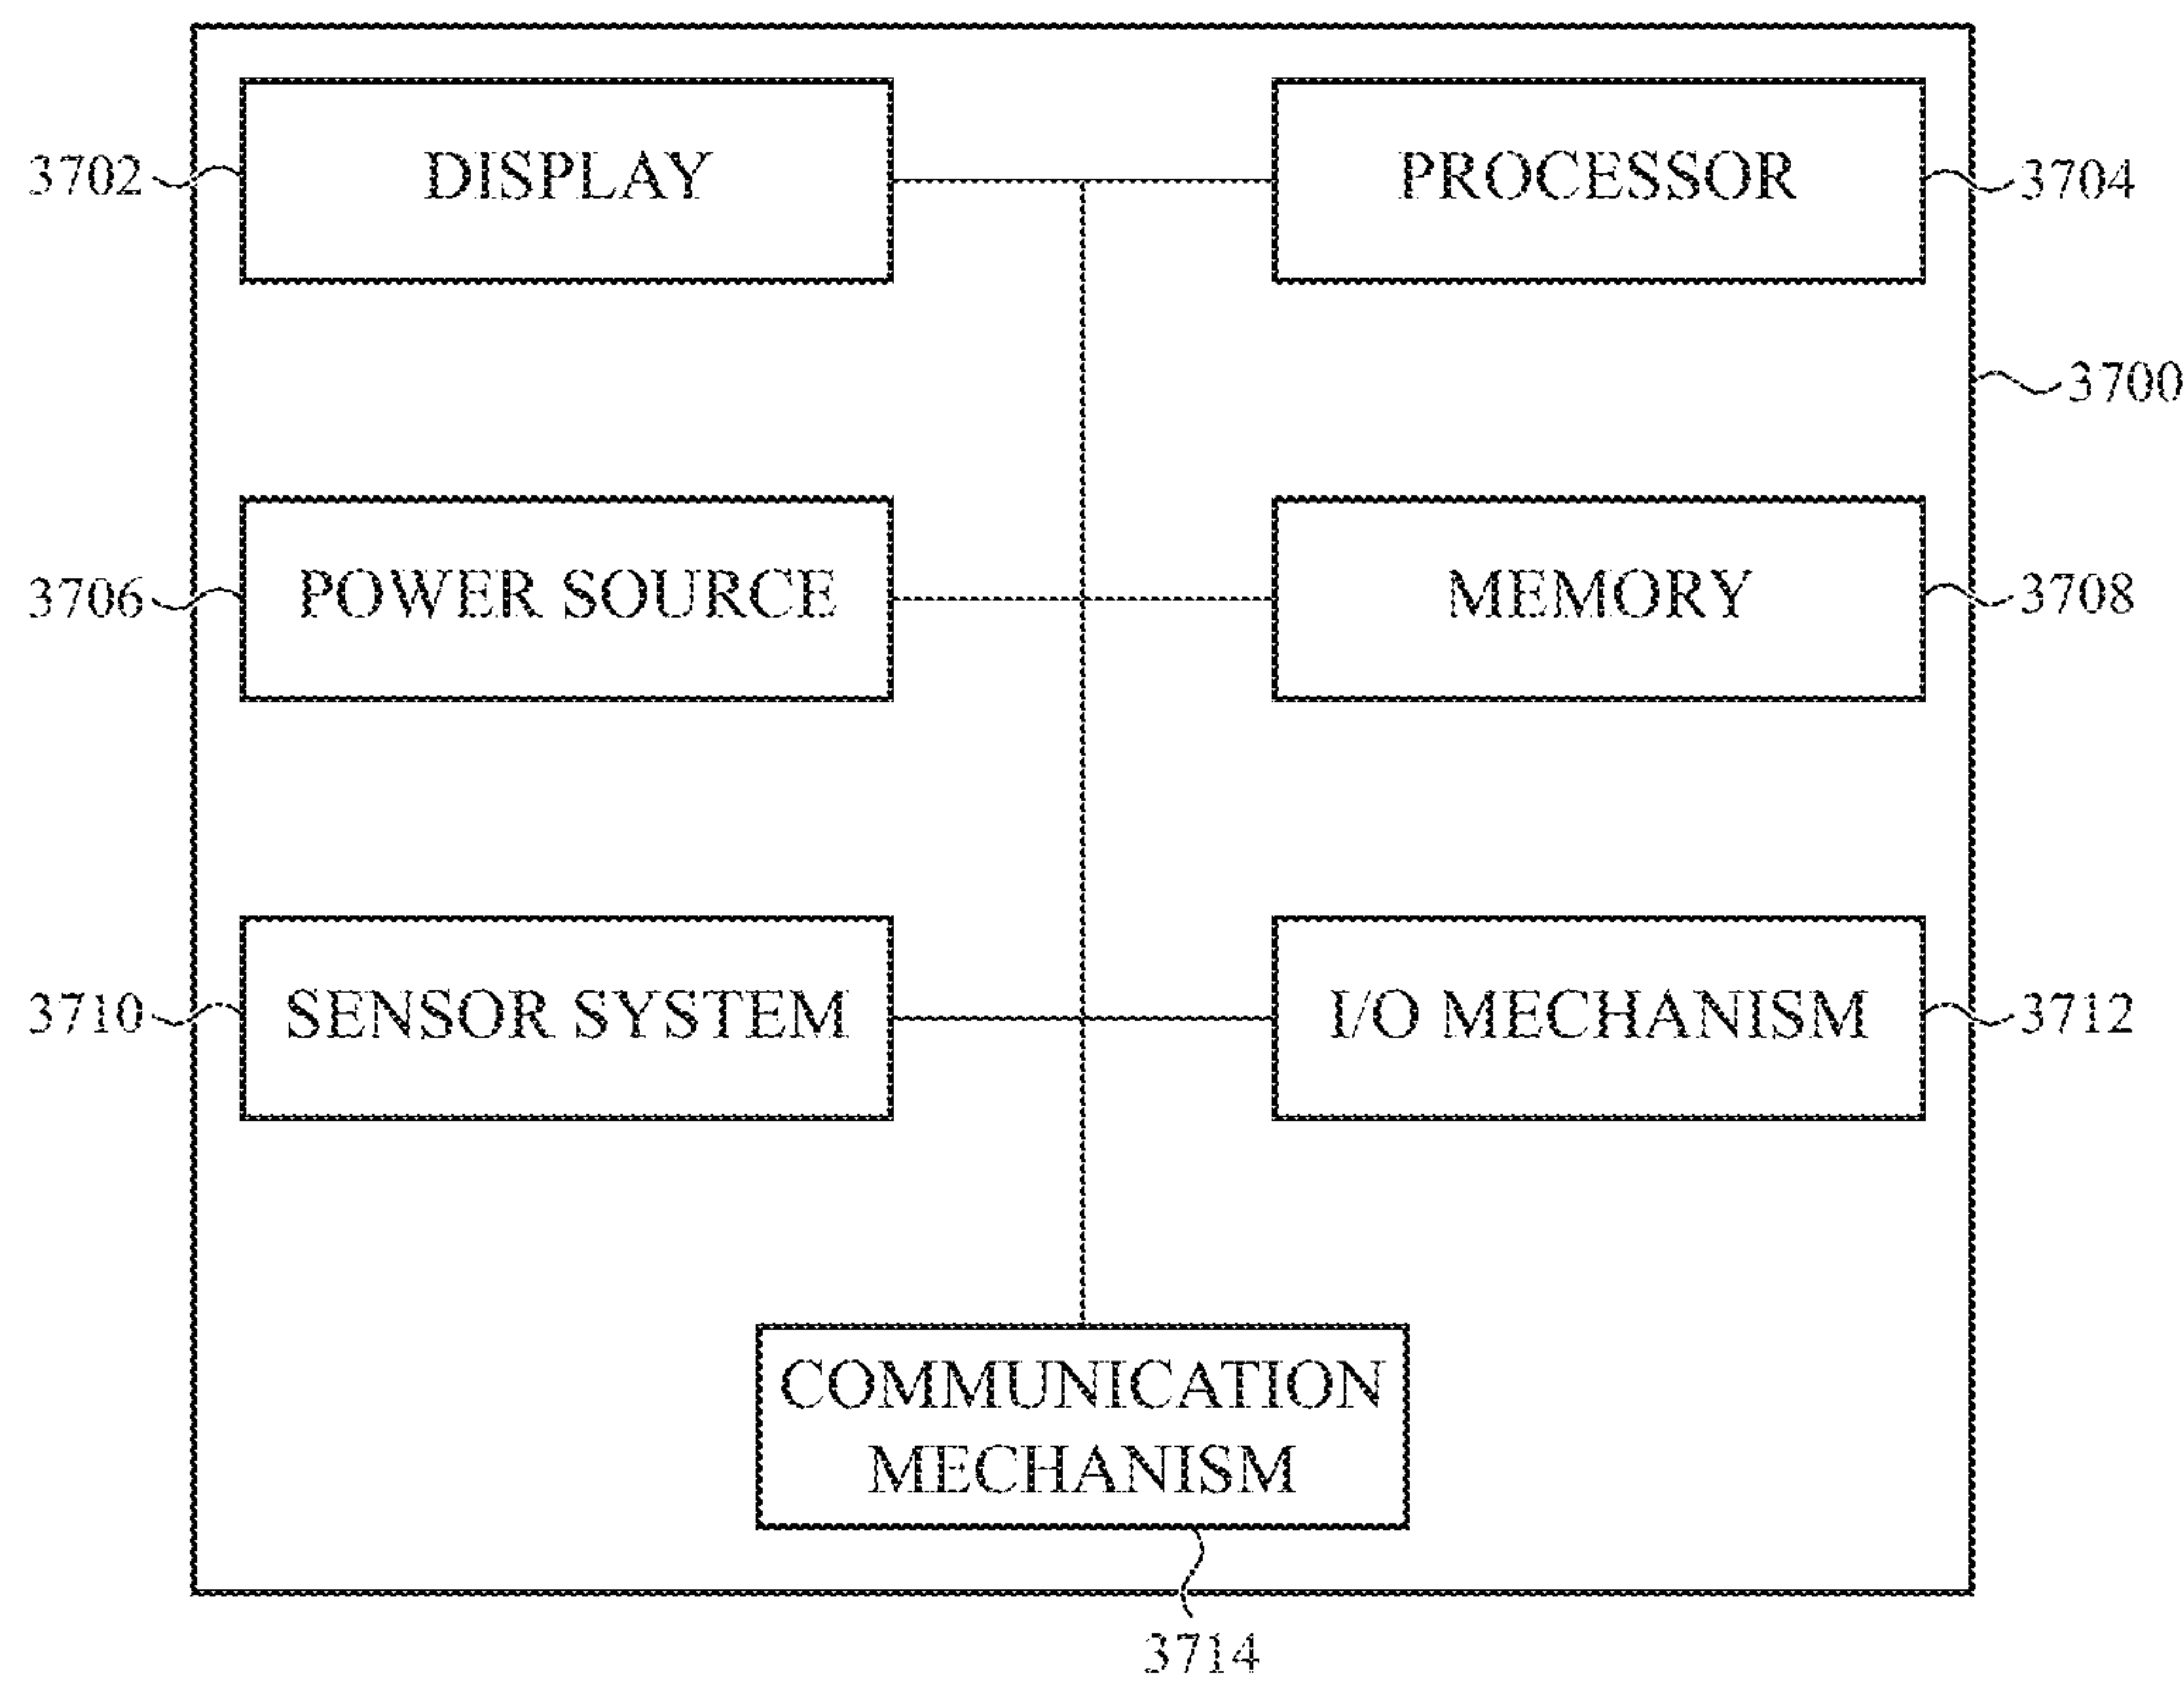 3702
DISPLAY
PROCESSOR
3704
3700
3706
POWER SOURCE
MEMORY
3708
3710
SENSOR SYSTEM
I/O MECHANISM
3712
COMMUNICATION
MECHANISM
3714